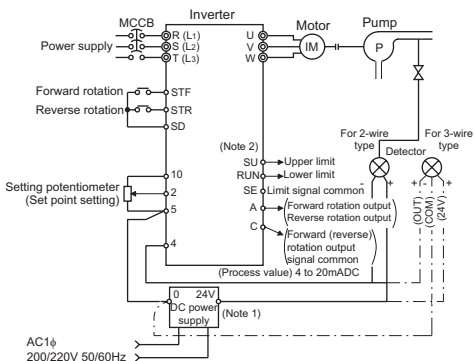 Inverter
MCCB
Motor
Pump
R (L1)
S (L2)
T (L3)
Power supply
U
V
W
IM
P
Forward rotation
Reverse rotation
STF
STR
SD
(Note 2)
For 2-wire type
For 3-wire type
Detector
SU
Upper limit
RUN
Lower limit
SE
Limit signal common
- + + - +
10
2
5
4
Setting potentiometer
(Set point setting)
A
Forward rotation output
Reverse rotation output
C
Forward (reverse)
rotation output
signal common
(OUT)
(COM)
(24V)
(Process value) 4 to 20mADC
0 24V
DC power
supply
(Note 1)
AC1ϕ
200/220V 50/60Hz